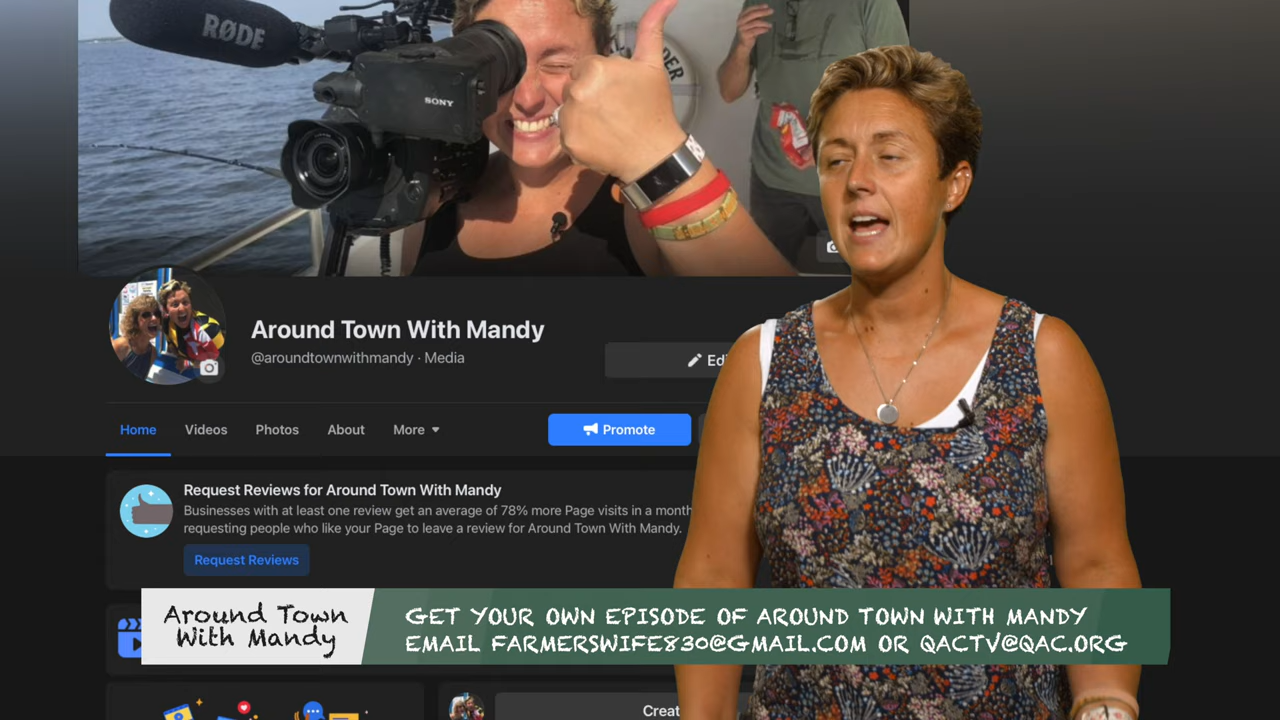 RØDE
SONY
Around Town With Mandy
@aroundtownwithmandy · Media
Edi
Home
Videos
Photos
About
More
Promote
Request Reviews for Around Town With Mandy
Businesses with at least one review get an average of 78% more Page visits in a month
requesting people who like your Page to leave a review for Around Town With Mandy.
Request Reviews
Around Town
With Mandy
GET YOUR OWN EPISODE OF AROUND TOWN WITH MANDY
EMAIL FARMERSWIFE830@GMAIL.COM OR QACTV@QAC.ORG
Creat